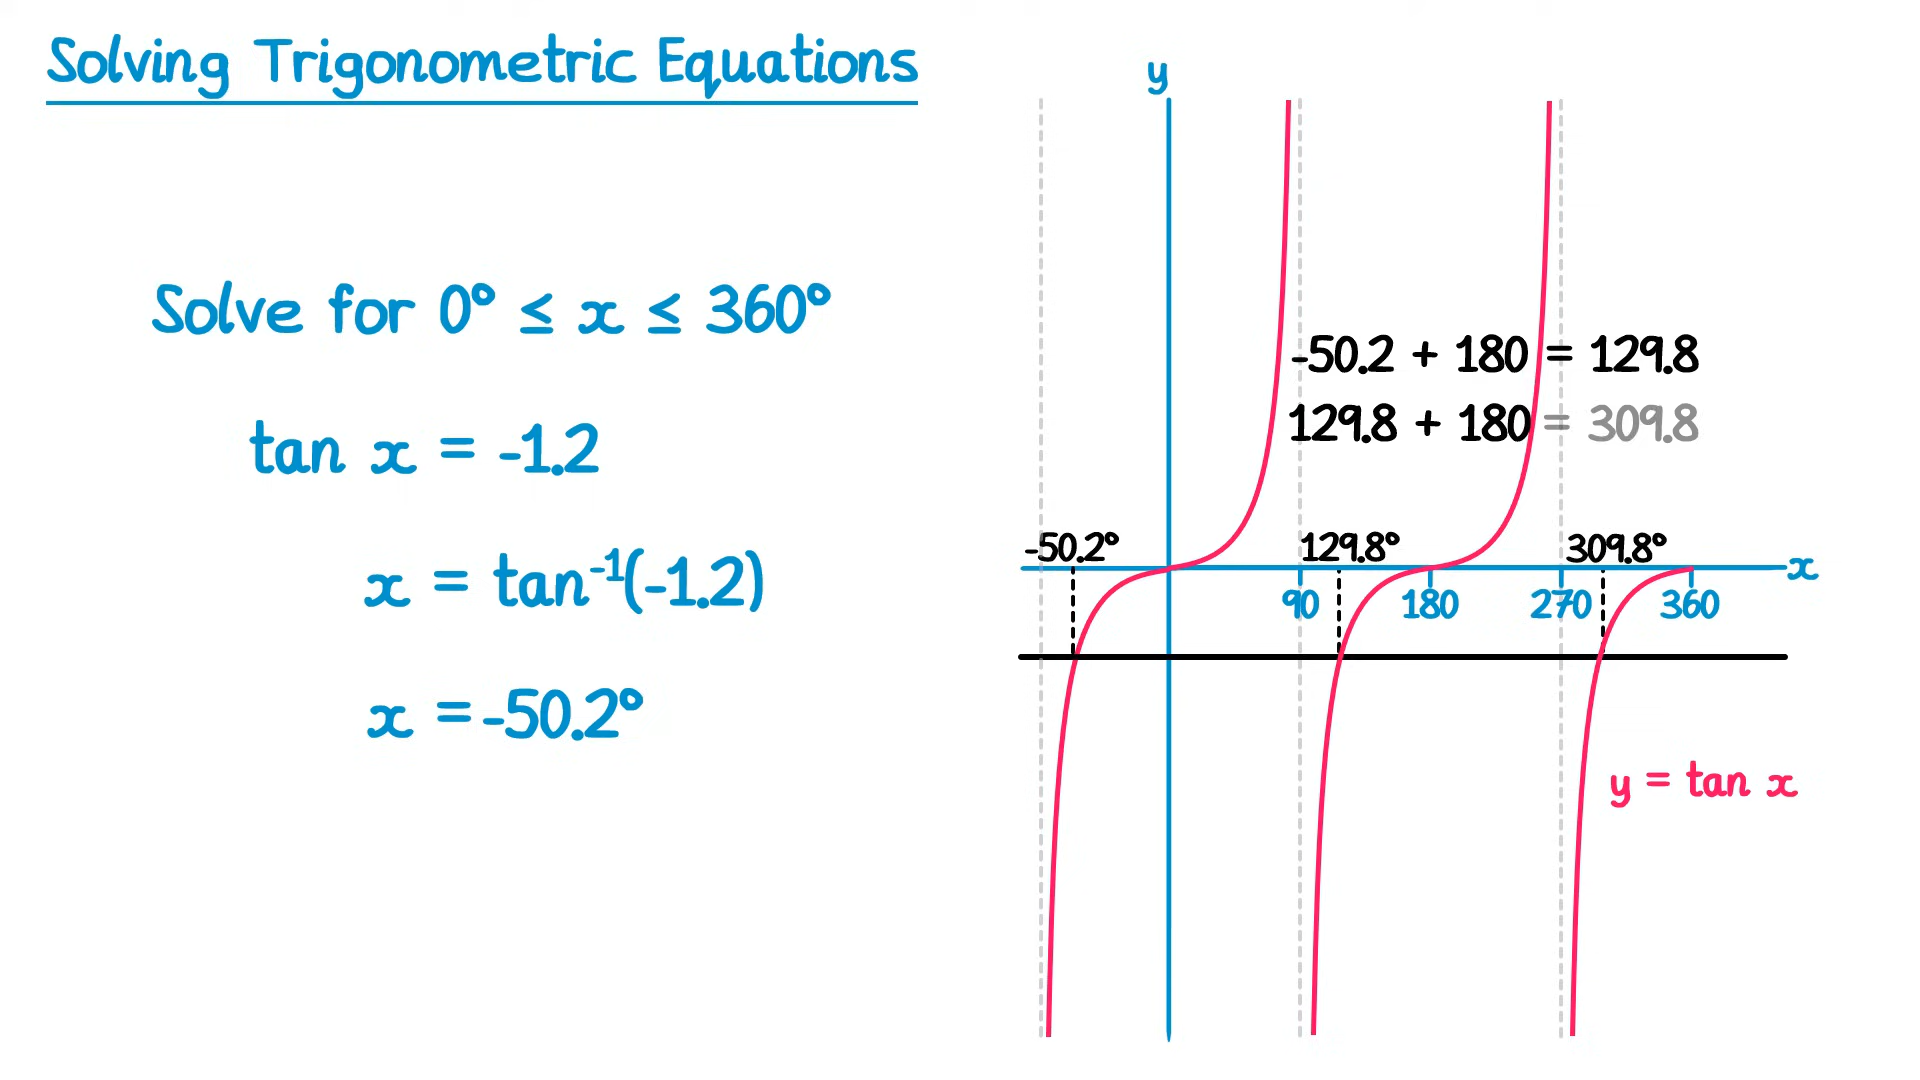 Solving Trigonometric Equations
Solve for 0° ≤ x ≤ 360°
tan x = -1.2
x = tan⁻¹(-1.2)
x = -50.2°
y
-50.2 + 180 = 129.8
129.8 + 180 = 309.8
-50.2° 129.8° 309.8°
x
90 180 270 360
y = tan x